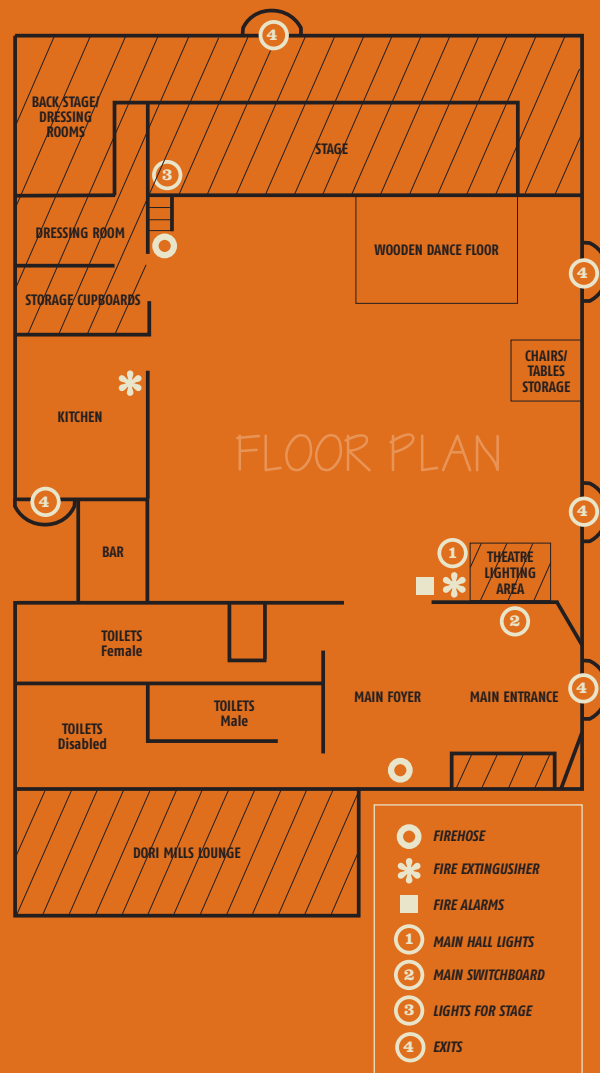 4
BACK STAGE/
DRESSING
ROOMS
STAGE
3
DRESSING ROOM
WOODEN DANCE FLOOR
4
STORAGE CUPBOARDS
CHAIRS/
TABLES
STORAGE
KITCHEN
FLOOR PLAN
4
4
BAR
1
THEATRE
LIGHTING
AREA
2
TOILETS
Female
MAIN FOYER
MAIN ENTRANCE
4
TOILETS
Male
TOILETS
Disabled
DORI MILLS LOUNGE
FIREHOSE
FIRE EXTINGUSIHER
FIRE ALARMS
1 MAIN HALL LIGHTS
2 MAIN SWITCHBOARD
3 LIGHTS FOR STAGE
4 EXITS